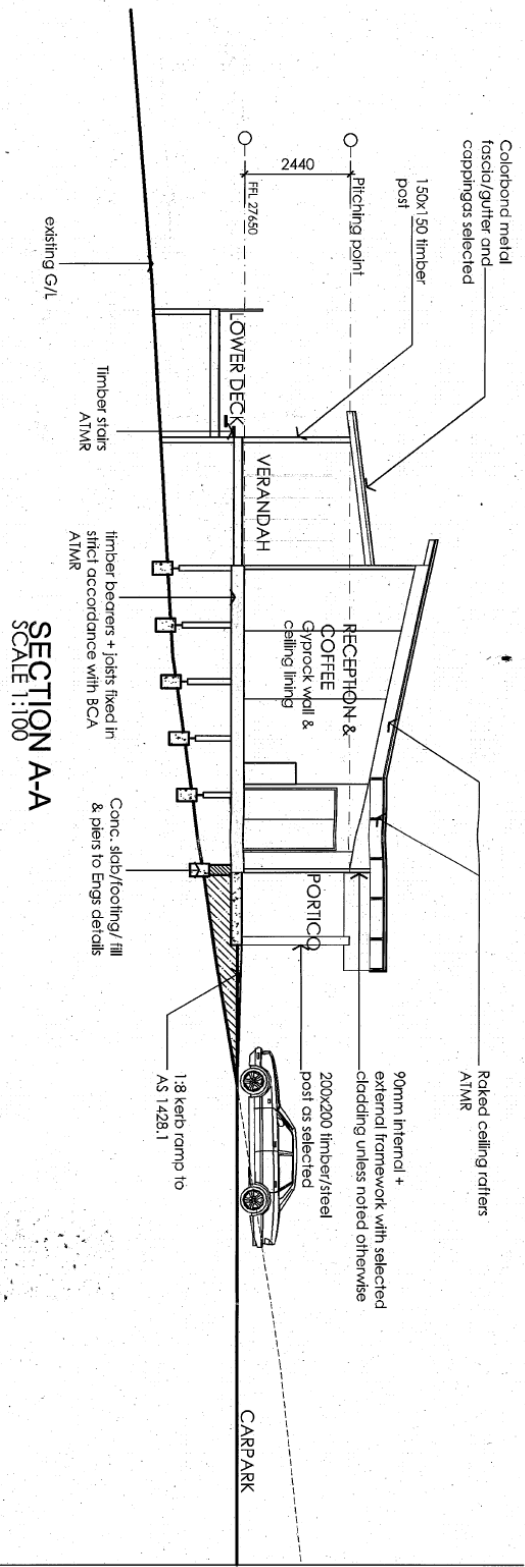 Colorbond metal
fascia/gutter and
cappingas selected
150x150 timber
post
Pitching point
2440
FFL 27650
existing G/L
LOWER DECK
Timber stairs
ATMR
VERANDAH
timber bearers + joists fixed in
strict accordance with BCA
ATMR
RECEPTION &
COFFEE
Gyprock wall &
ceiling lining
Raked ceiling rafters
ATMR
90mm internal +
external framework with selected
cladding unless noted otherwise
PORTICO
200x200 timber/steel
post as selected
Conc. slab/footing/ fill
& piers to Engs details
1:8 kerb ramp to
AS 1428.1
CARPARK
SECTION A-A
SCALE 1:100